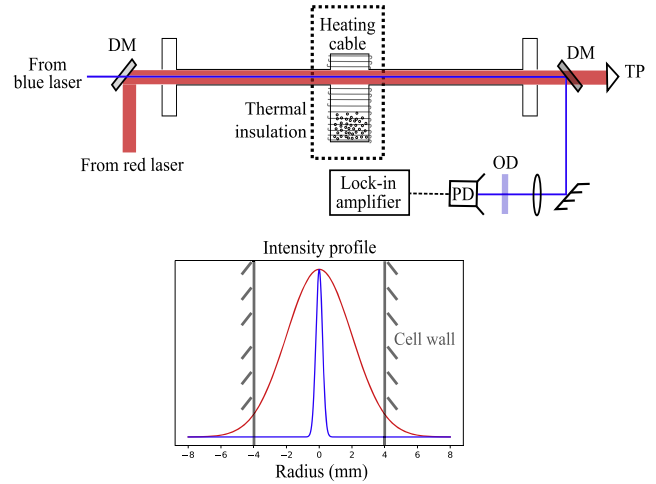 DM
Heating
cable
DM
From
blue laser
TP
Thermal
insulation
From red laser
OD
Lock-in
amplifier
PD
Intensity profile
Cell wall
−8 −6 −4 −2 0 2 4 6 8
Radius (mm)